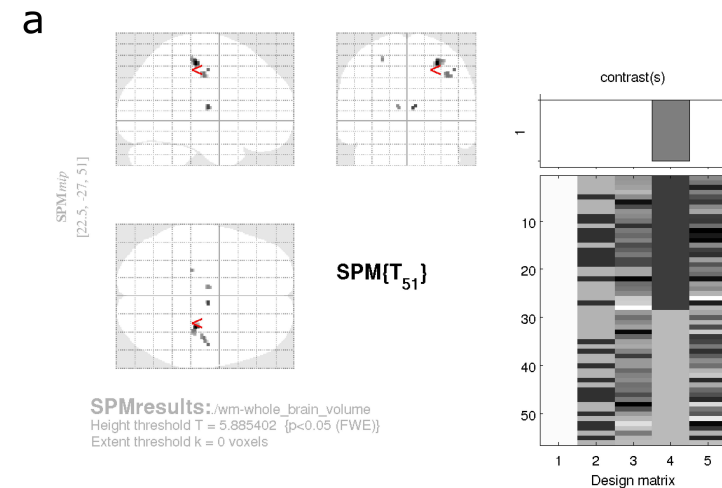 a
contrast(s)
1
SPMmip
[22.5, -27, 51]
<
<
<
SPM{T51}
10
20
30
40
50
1 2 3 4 5
Design matrix
SPMresults: ./wm-whole_brain_volume
Height threshold T = 5.885402 {p<0.05 (FWE)}
Extent threshold k = 0 voxels